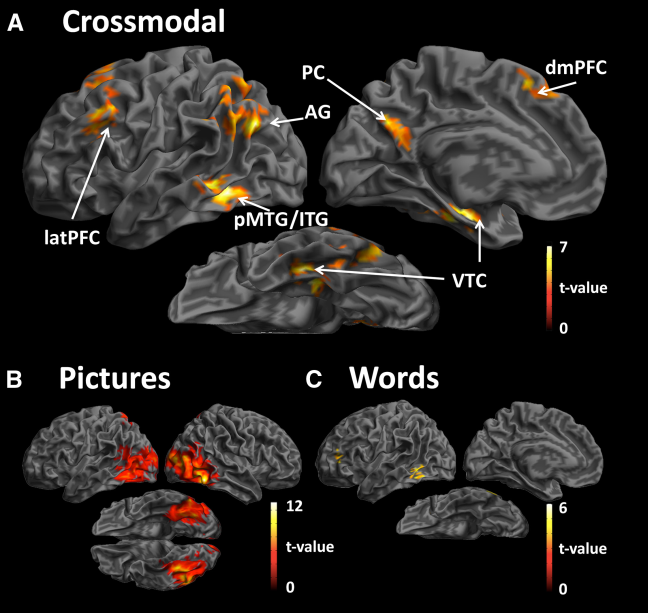 A Crossmodal
PC
dmPFC
AG
latPFC
pMTG/ITG
VTC
7
t-value
0
B Pictures
C Words
12
t-value
0
6
t-value
0